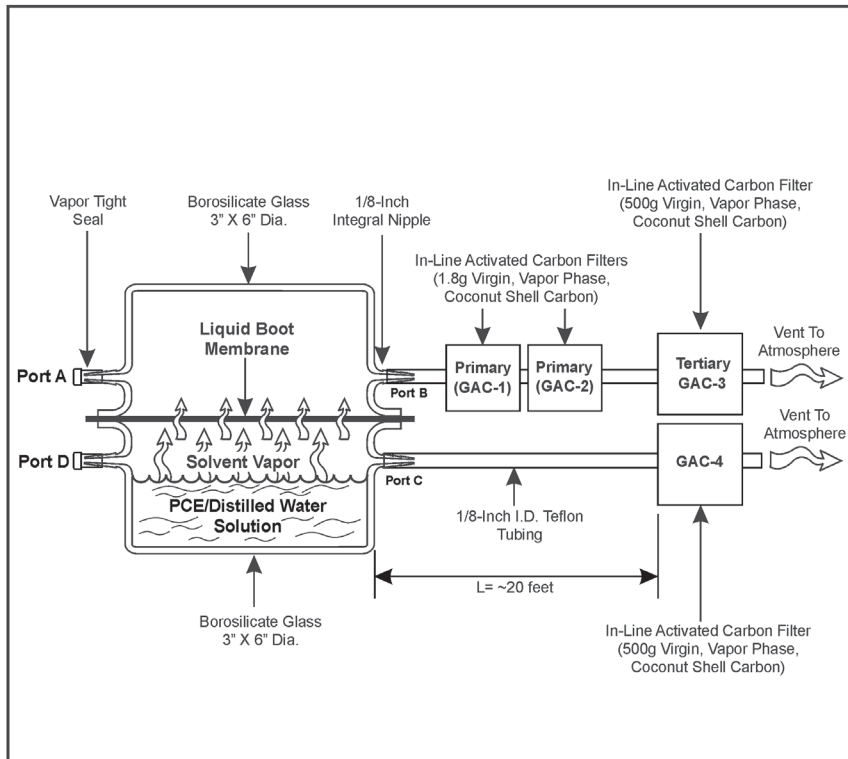 In-Line Activated Carbon Filter
(500g Virgin, Vapor Phase,
Coconut Shell Carbon)
Vapor Tight
Seal
Borosilicate Glass
3" X 6" Dia.
1/8-Inch
Integral Nipple
In-Line Activated Carbon Filters
(1.8g Virgin, Vapor Phase,
Coconut Shell Carbon)
Liquid Boot
Membrane
Vent To
Atmosphere
Port A
Port B
Primary
(GAC-1)
Primary
(GAC-2)
Tertiary
GAC-3
Vent To
Atmosphere
Port D
Solvent Vapor
Port C
GAC-4
PCE/Distilled Water
Solution
1/8-Inch I.D. Teflon
Tubing
L= ~20 feet
Borosilicate Glass
3" X 6" Dia.
In-Line Activated Carbon Filter
(500g Virgin, Vapor Phase,
Coconut Shell Carbon)